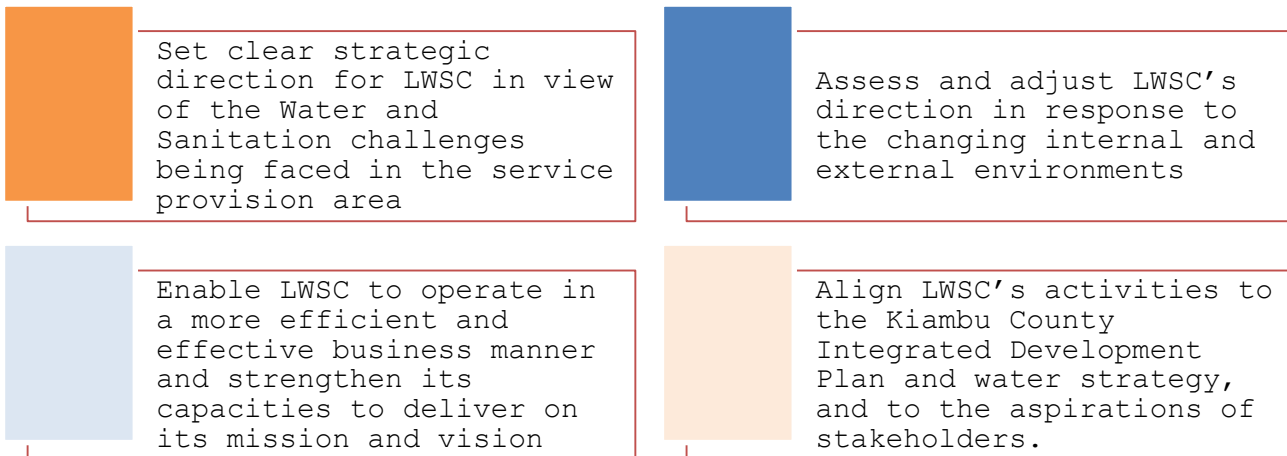 Set clear strategic
direction for LWSC in view
of the Water and
Sanitation challenges
being faced in the service
provision area
Assess and adjust LWSC’s
direction in response to
the changing internal and
external environments
Enable LWSC to operate in
a more efficient and
effective business manner
and strengthen its
capacities to deliver on
its mission and vision
Align LWSC’s activities to
the Kiambu County
Integrated Development
Plan and water strategy,
and to the aspirations of
stakeholders.